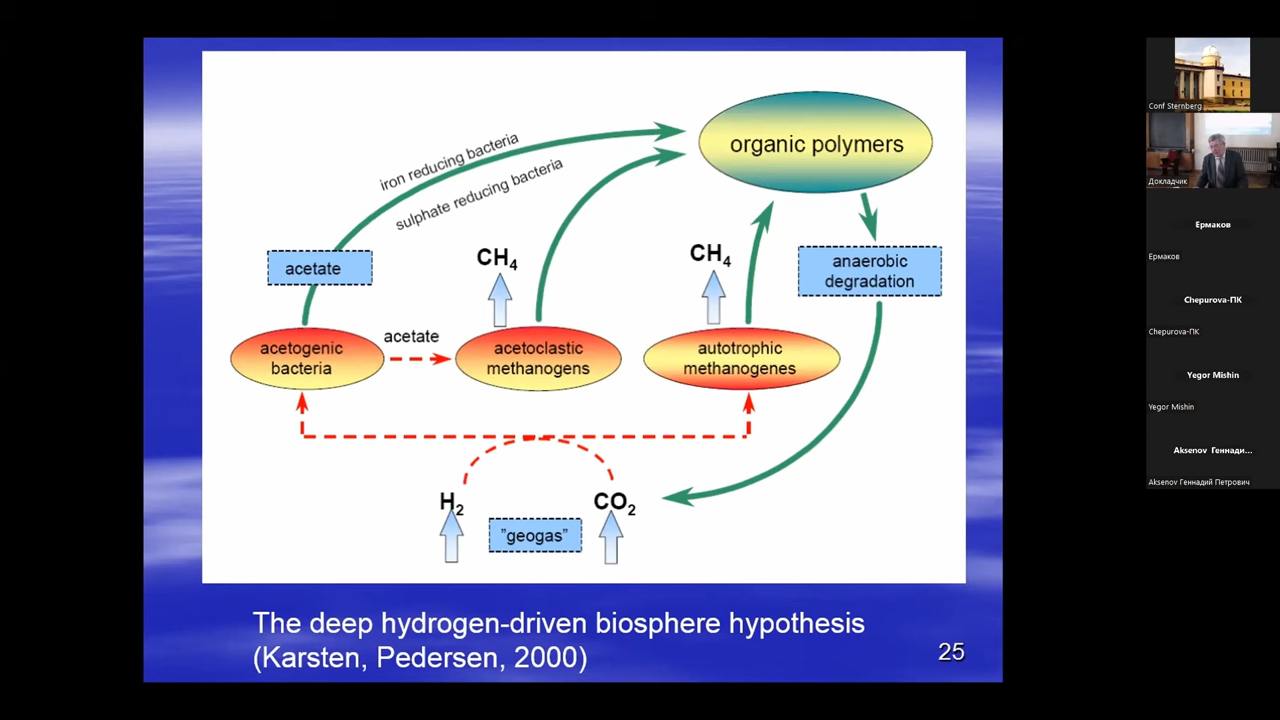 organic polymers
iron reducing bacteria
sulphate reducing bacteria
acetate
CH₄
CH₄
anaerobic
degradation
acetogenic
bacteria
acetate
acetoclastic
methanogens
autotrophic
methanogenes
H₂
CO₂
”geogas”
The deep hydrogen-driven biosphere hypothesis
(Karsten, Pedersen, 2000)
25
Conf Sternberg
Докладчик
Ермаков
Ермаков
Chepurova-ПК
Chepurova-ПК
Yegor Mishin
Yegor Mishin
Aksenov Геннади...
Aksenov Геннадий Петрович